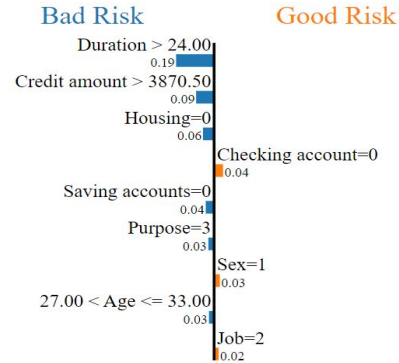 Bad Risk Good Risk
Duration > 24.00
0.19
Credit amount > 3870.50
0.09
Housing=0
0.06
Checking account=0
0.04
Saving accounts=0
0.04
Purpose=3
0.03
Sex=1
0.03
27.00 < Age <= 33.00
0.03
Job=2
0.02